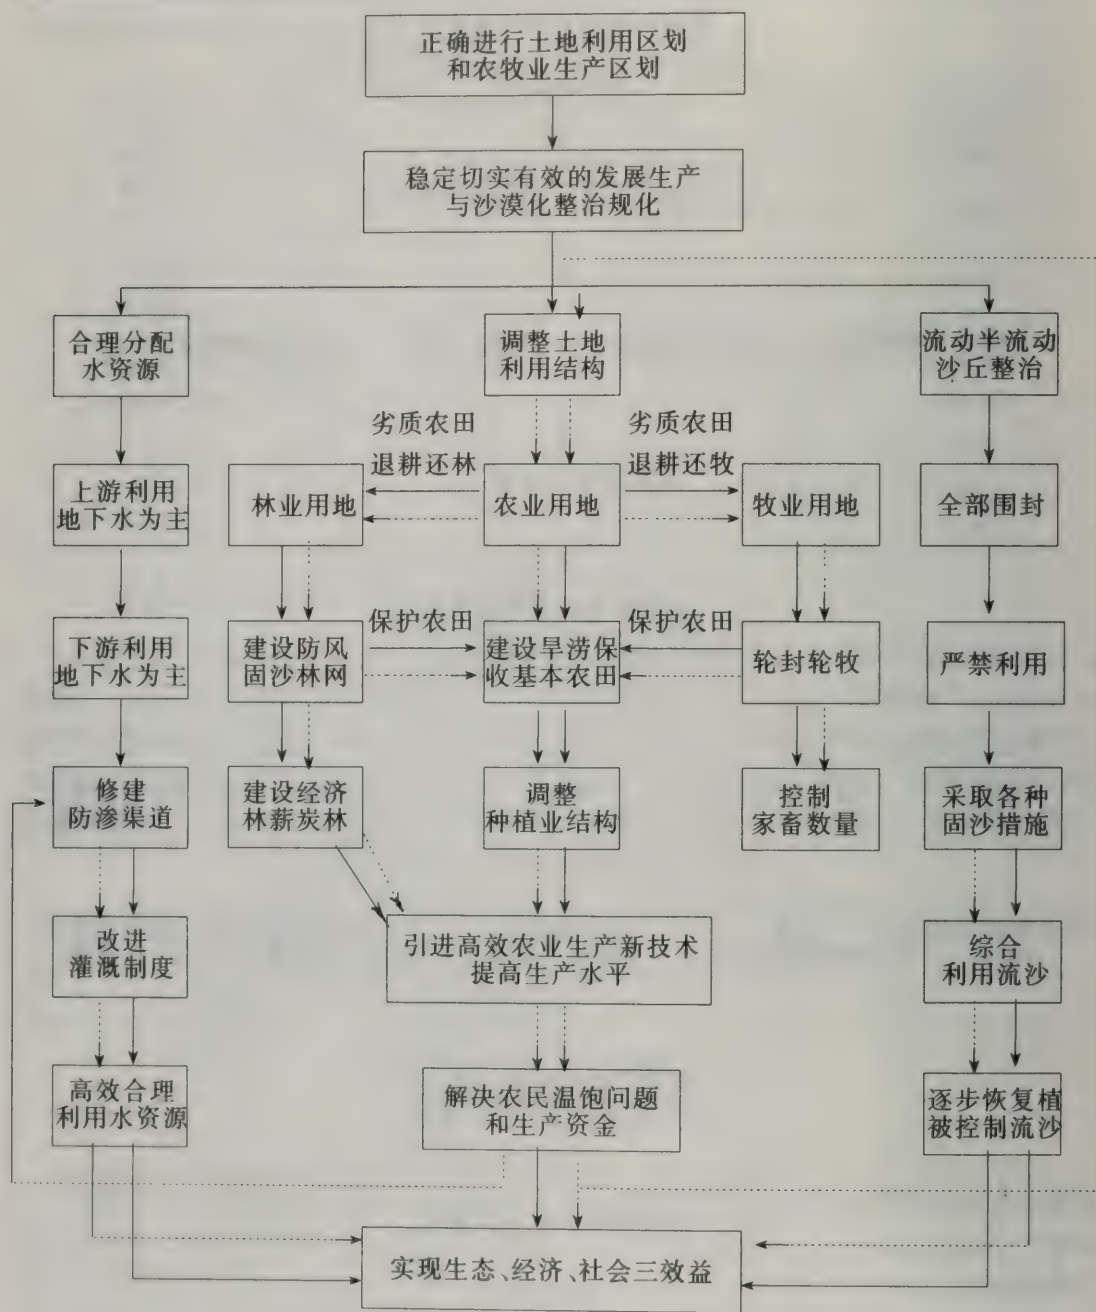 正确进行土地利用区划
和农牧业生产区划
稳定切实有效的发展生产
与沙漠化整治规化
合理分配
水资源
调整土地
利用结构
流动半流动
沙丘整治
劣质农田
退耕还林
劣质农田
退耕还牧
上游利用
地下水为主
林业用地
农业用地
牧业用地
全部围封
保护农田
保护农田
下游利用
地下水为主
建设防风
固沙林网
建设旱涝保
收基本农田
轮封轮牧
严禁利用
修建
防渗渠道
建设经济
林薪炭林
调整
种植业结构
控制
家畜数量
采取各种
固沙措施
改进
灌溉制度
引进高效农业生产新技术
提高生产水平
综合
利用流沙
高效合理
利用水资源
解决农民温饱问题
和生产资金
逐步恢复植
被控制流沙
实现生态、经济、社会三效益